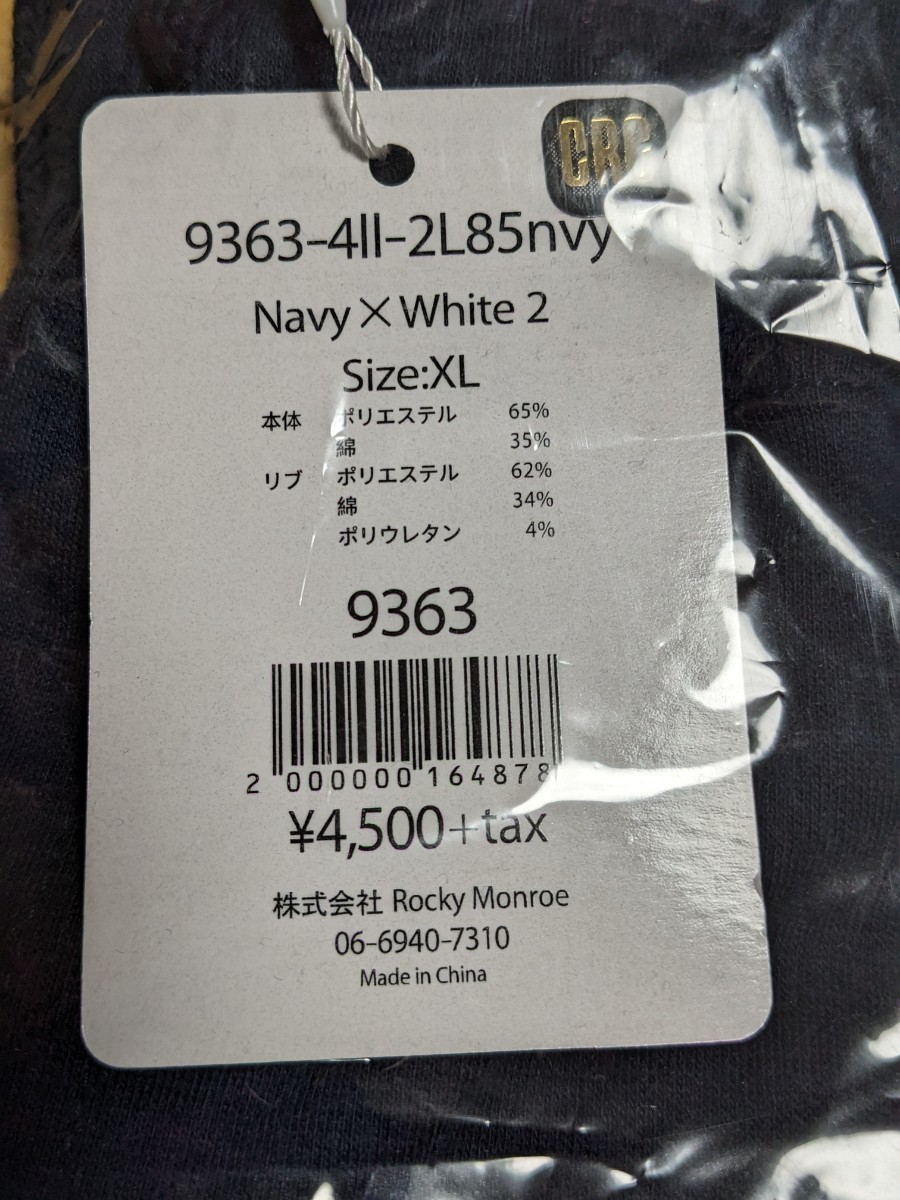 CRC
9363-4ll-2L85nvy
Navy×White 2
Size:XL
本体 ポリエステル 65%
綿 35%
リブ ポリエステル 62%
綿 34%
ポリウレタン 4%
9363
2 000000 164878
¥4,500+tax
株式会社 Rocky Monroe
06-6940-7310
Made in China